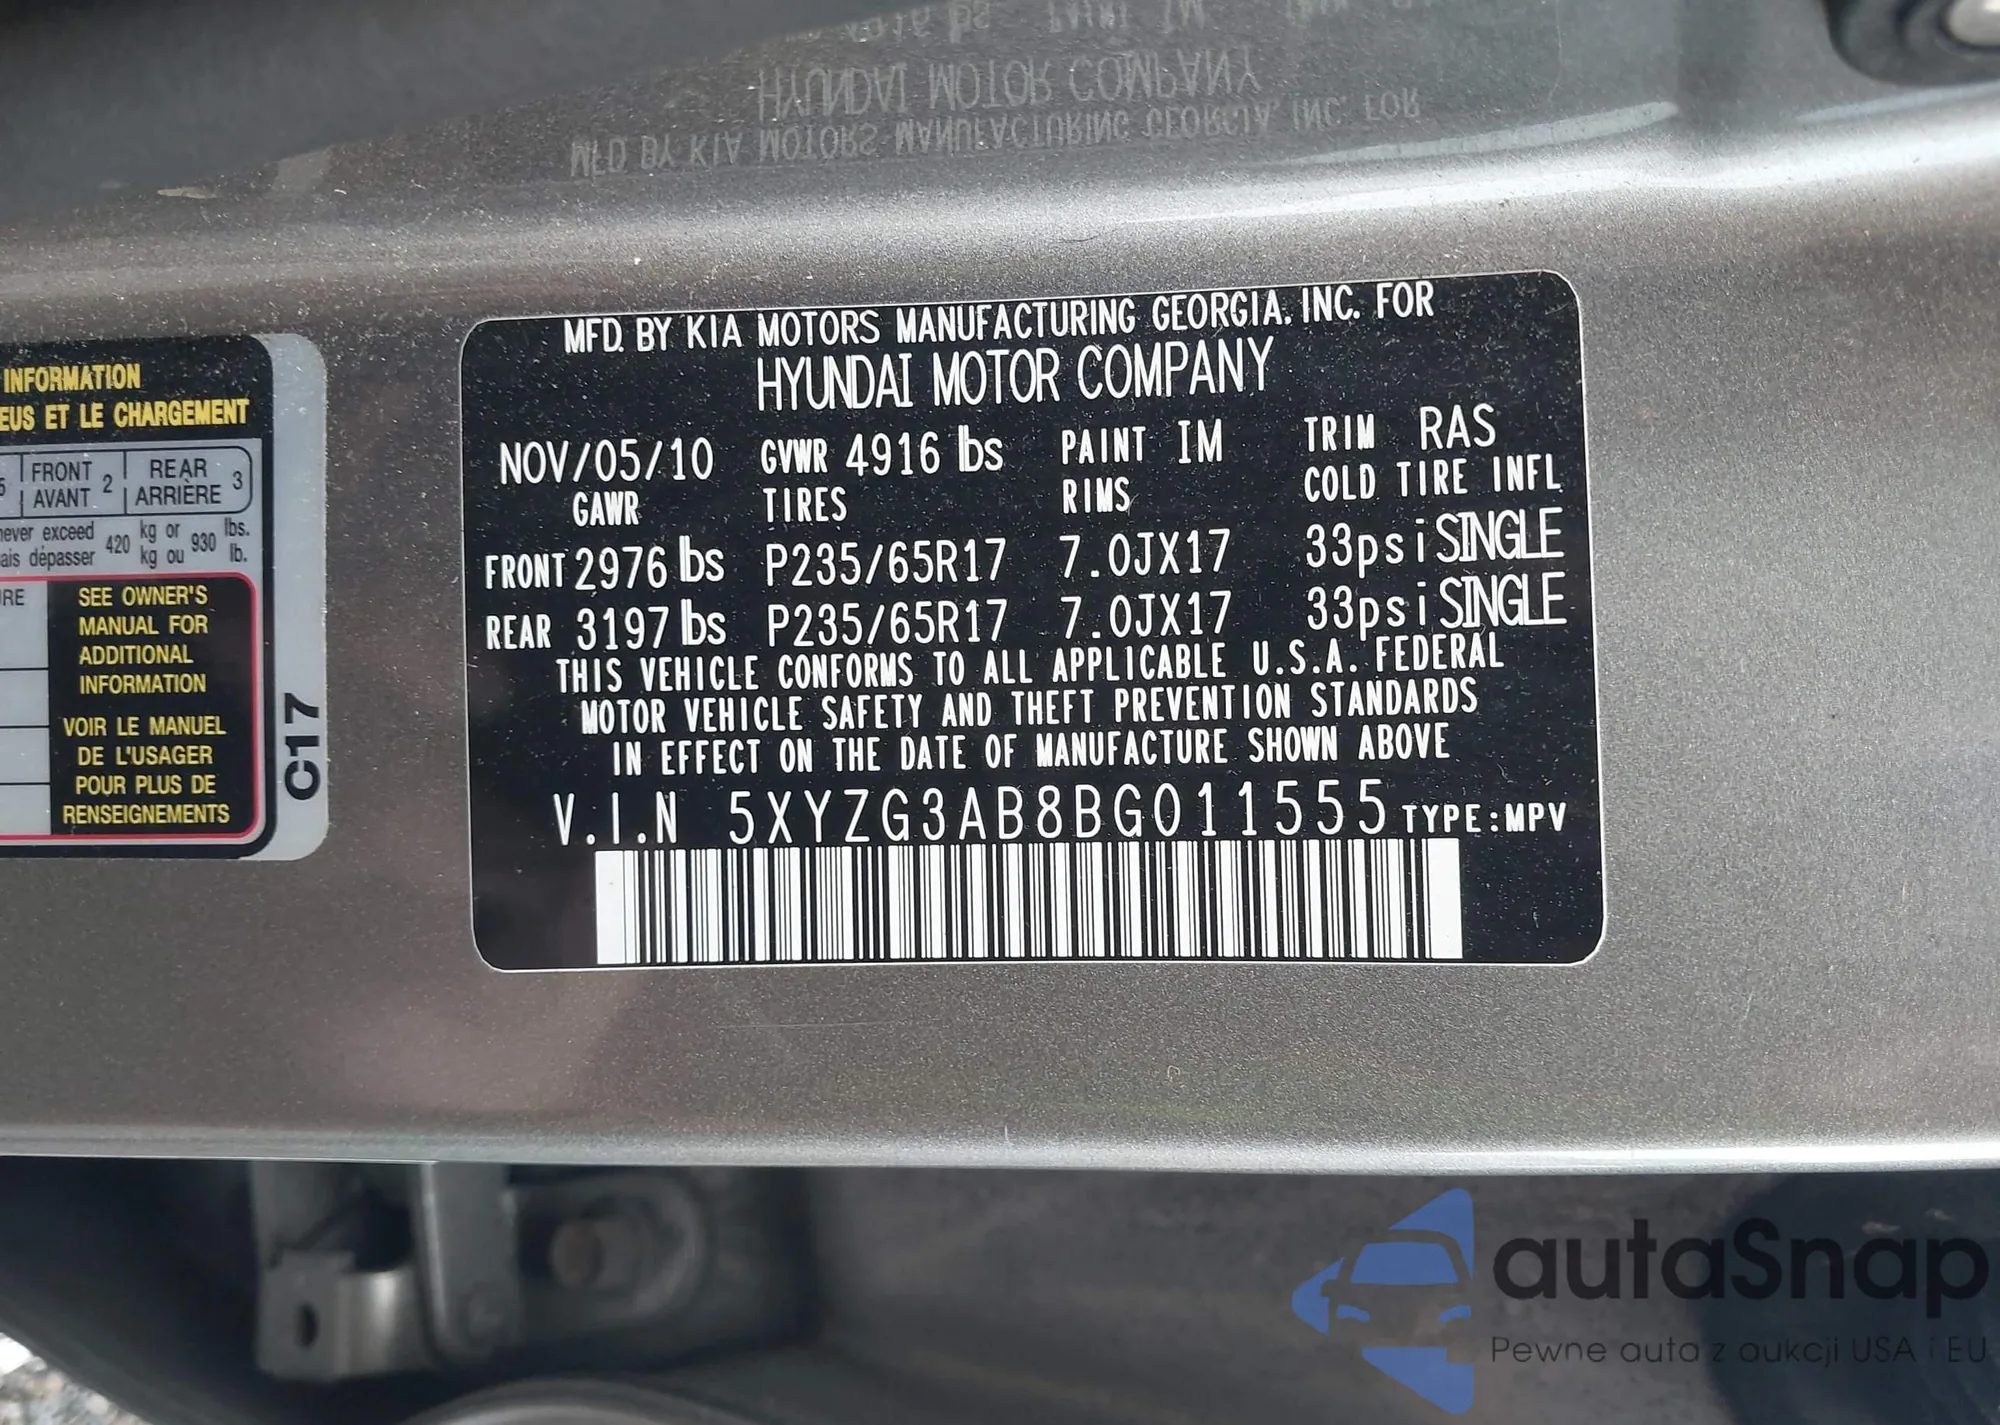 INFORMATION
EUS ET LE CHARGEMENT
5 FRONT AVANT 2 REAR ARRIÈRE 3
never exceed 420 kg or 930 lbs.
ais dépasser kg ou lb.
RE
SEE OWNER'S
MANUAL FOR
ADDITIONAL
INFORMATION
VOIR LE MANUEL
DE L'USAGER
POUR PLUS DE
RENSEIGNEMENTS
C17
MFD. BY KIA MOTORS MANUFACTURING GEORGIA, INC. FOR
HYUNDAI MOTOR COMPANY
NOV/05/10 GVWR 4916 lbs PAINT IM TRIM RAS
GAWR TIRES RIMS COLD TIRE INFL
FRONT 2976 lbs P235/65R17 7.0JX17 33psi SINGLE
REAR 3197 lbs P235/65R17 7.0JX17 33psi SINGLE
THIS VEHICLE CONFORMS TO ALL APPLICABLE U.S.A. FEDERAL
MOTOR VEHICLE SAFETY AND THEFT PREVENTION STANDARDS
IN EFFECT ON THE DATE OF MANUFACTURE SHOWN ABOVE
V.I.N 5XYZG3AB8BG011555 TYPE:MPV
autaSnap
Pewne auta z aukcji USA i EU